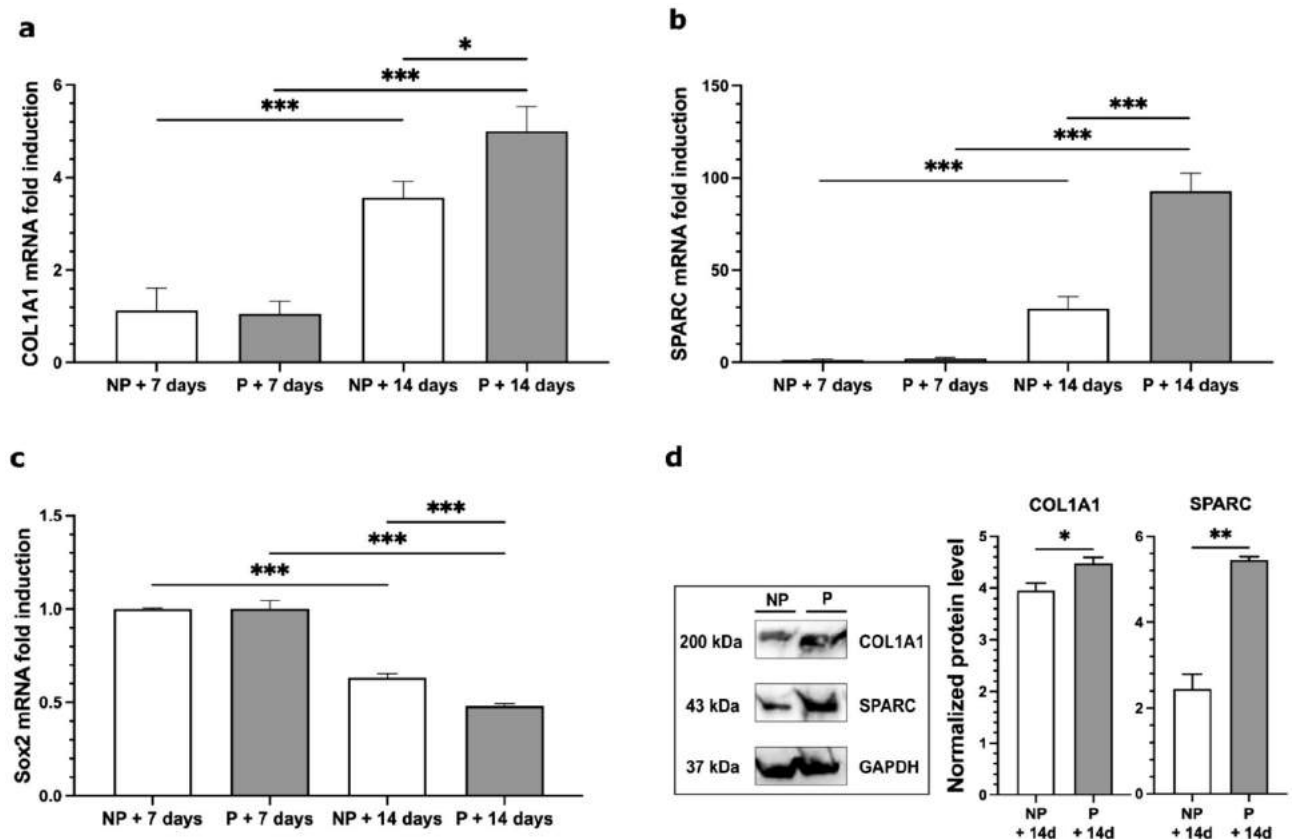 a
COL1A1 mRNA fold induction
6
4
2
0
*
***
***
NP + 7 days P + 7 days NP + 14 days P + 14 days
b
SPARC mRNA fold induction
150
100
50
0
***
***
***
NP + 7 days P + 7 days NP + 14 days P + 14 days
c
Sox2 mRNA fold induction
1.5
1.0
0.5
0.0
***
***
***
NP + 7 days P + 7 days NP + 14 days P + 14 days
d
NP P
200 kDa COL1A1
43 kDa SPARC
37 kDa GAPDH
Normalized protein level
COL1A1
5
4
3
2
1
0
*
NP P
+ 14d + 14d
SPARC
6
4
2
0
**
NP P
+ 14d + 14d